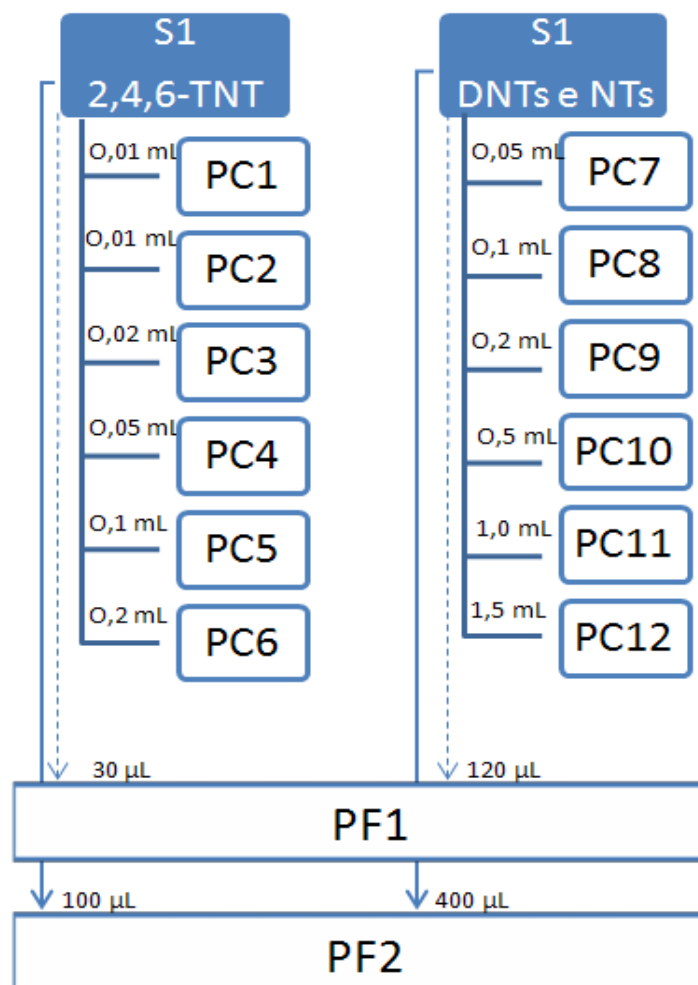 S1
2,4,6-TNT
O,01 mL
PC1
O,01 mL
PC2
O,02 mL
PC3
O,05 mL
PC4
O,1 mL
PC5
O,2 mL
PC6
S1
DNTs e NTs
O,05 mL
PC7
O,1 mL
PC8
O,2 mL
PC9
O,5 mL
PC10
1,0 mL
PC11
1,5 mL
PC12
30 µL
120 µL
PF1
100 µL
400 µL
PF2